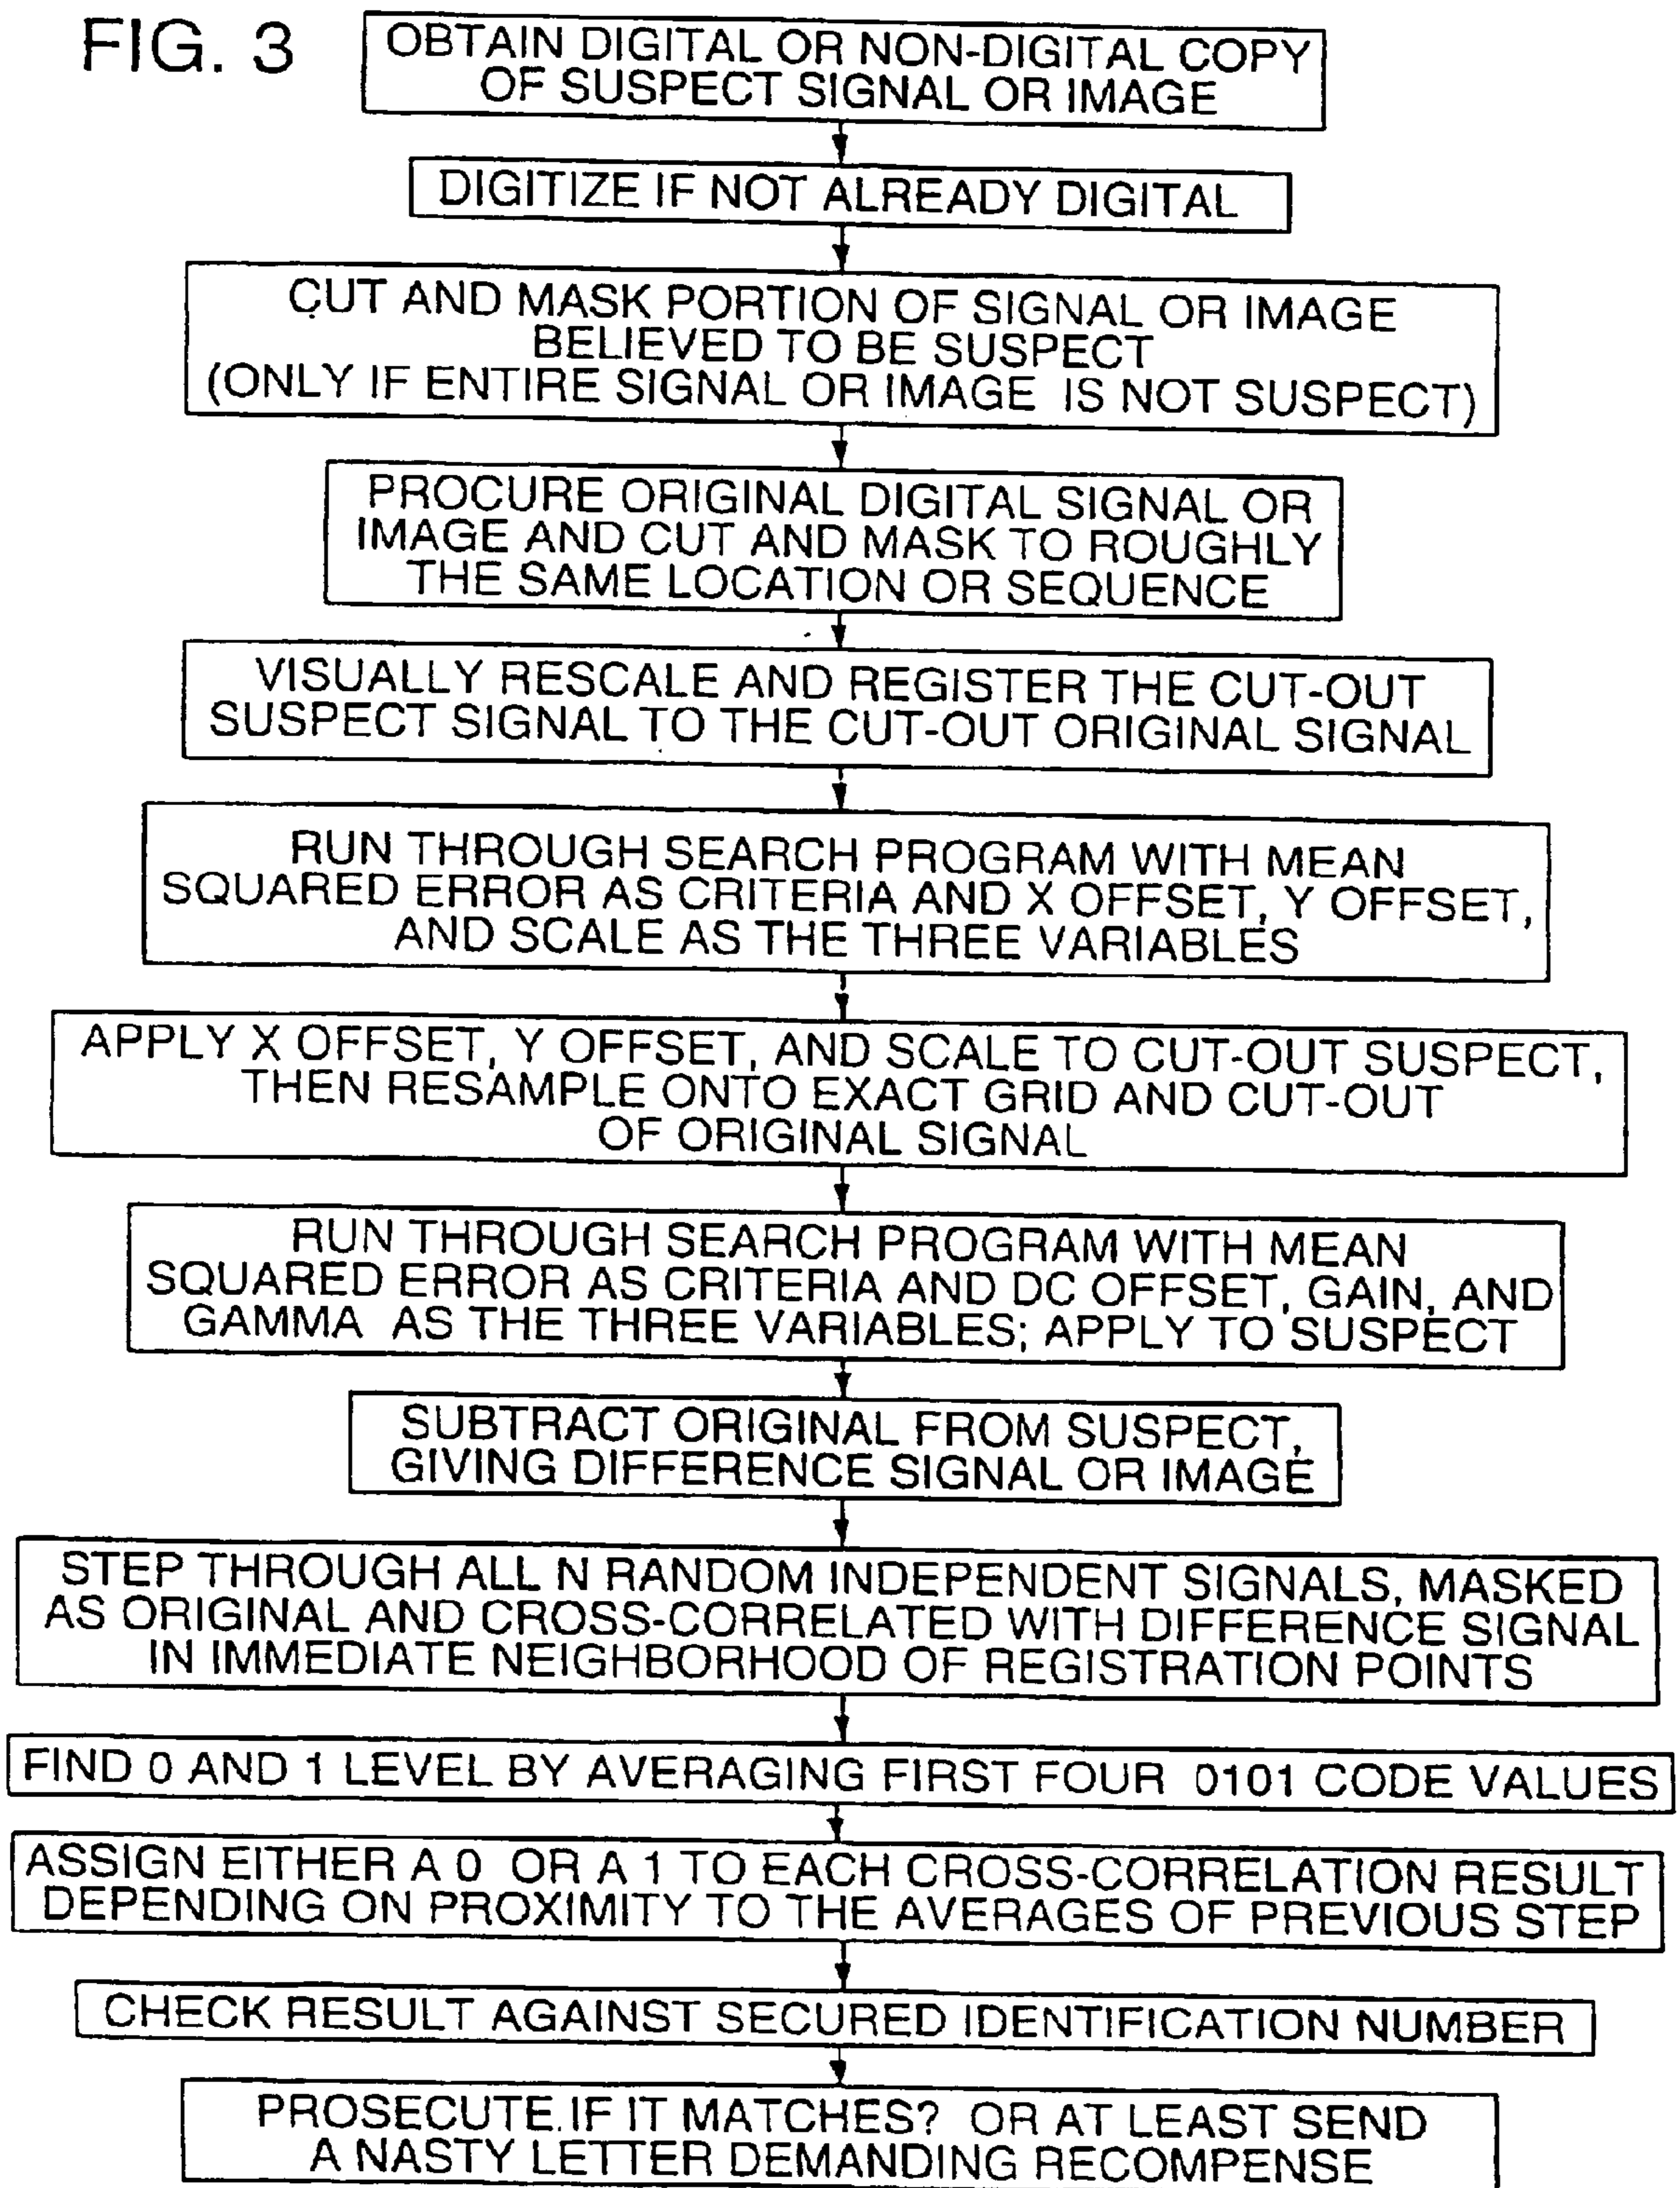 FIG. 3
OBTAIN DIGITAL OR NON-DIGITAL COPY
OF SUSPECT SIGNAL OR IMAGE
DIGITIZE IF NOT ALREADY DIGITAL
CUT AND MASK PORTION OF SIGNAL OR IMAGE
BELIEVED TO BE SUSPECT
(ONLY IF ENTIRE SIGNAL OR IMAGE IS NOT SUSPECT)
PROCURE ORIGINAL DIGITAL SIGNAL OR
IMAGE AND CUT AND MASK TO ROUGHLY
THE SAME LOCATION OR SEQUENCE
VISUALLY RESCALE AND REGISTER THE CUT-OUT
SUSPECT SIGNAL TO THE CUT-OUT ORIGINAL SIGNAL
RUN THROUGH SEARCH PROGRAM WITH MEAN
SQUARED ERROR AS CRITERIA AND X OFFSET, Y OFFSET,
AND SCALE AS THE THREE VARIABLES
APPLY X OFFSET, Y OFFSET, AND SCALE TO CUT-OUT SUSPECT,
THEN RESAMPLE ONTO EXACT GRID AND CUT-OUT
OF ORIGINAL SIGNAL
RUN THROUGH SEARCH PROGRAM WITH MEAN
SQUARED ERROR AS CRITERIA AND DC OFFSET, GAIN, AND
GAMMA AS THE THREE VARIABLES; APPLY TO SUSPECT
SUBTRACT ORIGINAL FROM SUSPECT,
GIVING DIFFERENCE SIGNAL OR IMAGE
STEP THROUGH ALL N RANDOM INDEPENDENT SIGNALS, MASKED
AS ORIGINAL AND CROSS-CORRELATED WITH DIFFERENCE SIGNAL
IN IMMEDIATE NEIGHBORHOOD OF REGISTRATION POINTS
FIND 0 AND 1 LEVEL BY AVERAGING FIRST FOUR 0101 CODE VALUES
ASSIGN EITHER A 0 OR A 1 TO EACH CROSS-CORRELATION RESULT
DEPENDING ON PROXIMITY TO THE AVERAGES OF PREVIOUS STEP
CHECK RESULT AGAINST SECURED IDENTIFICATION NUMBER
PROSECUTE IF IT MATCHES? OR AT LEAST SEND
A NASTY LETTER DEMANDING RECOMPENSE